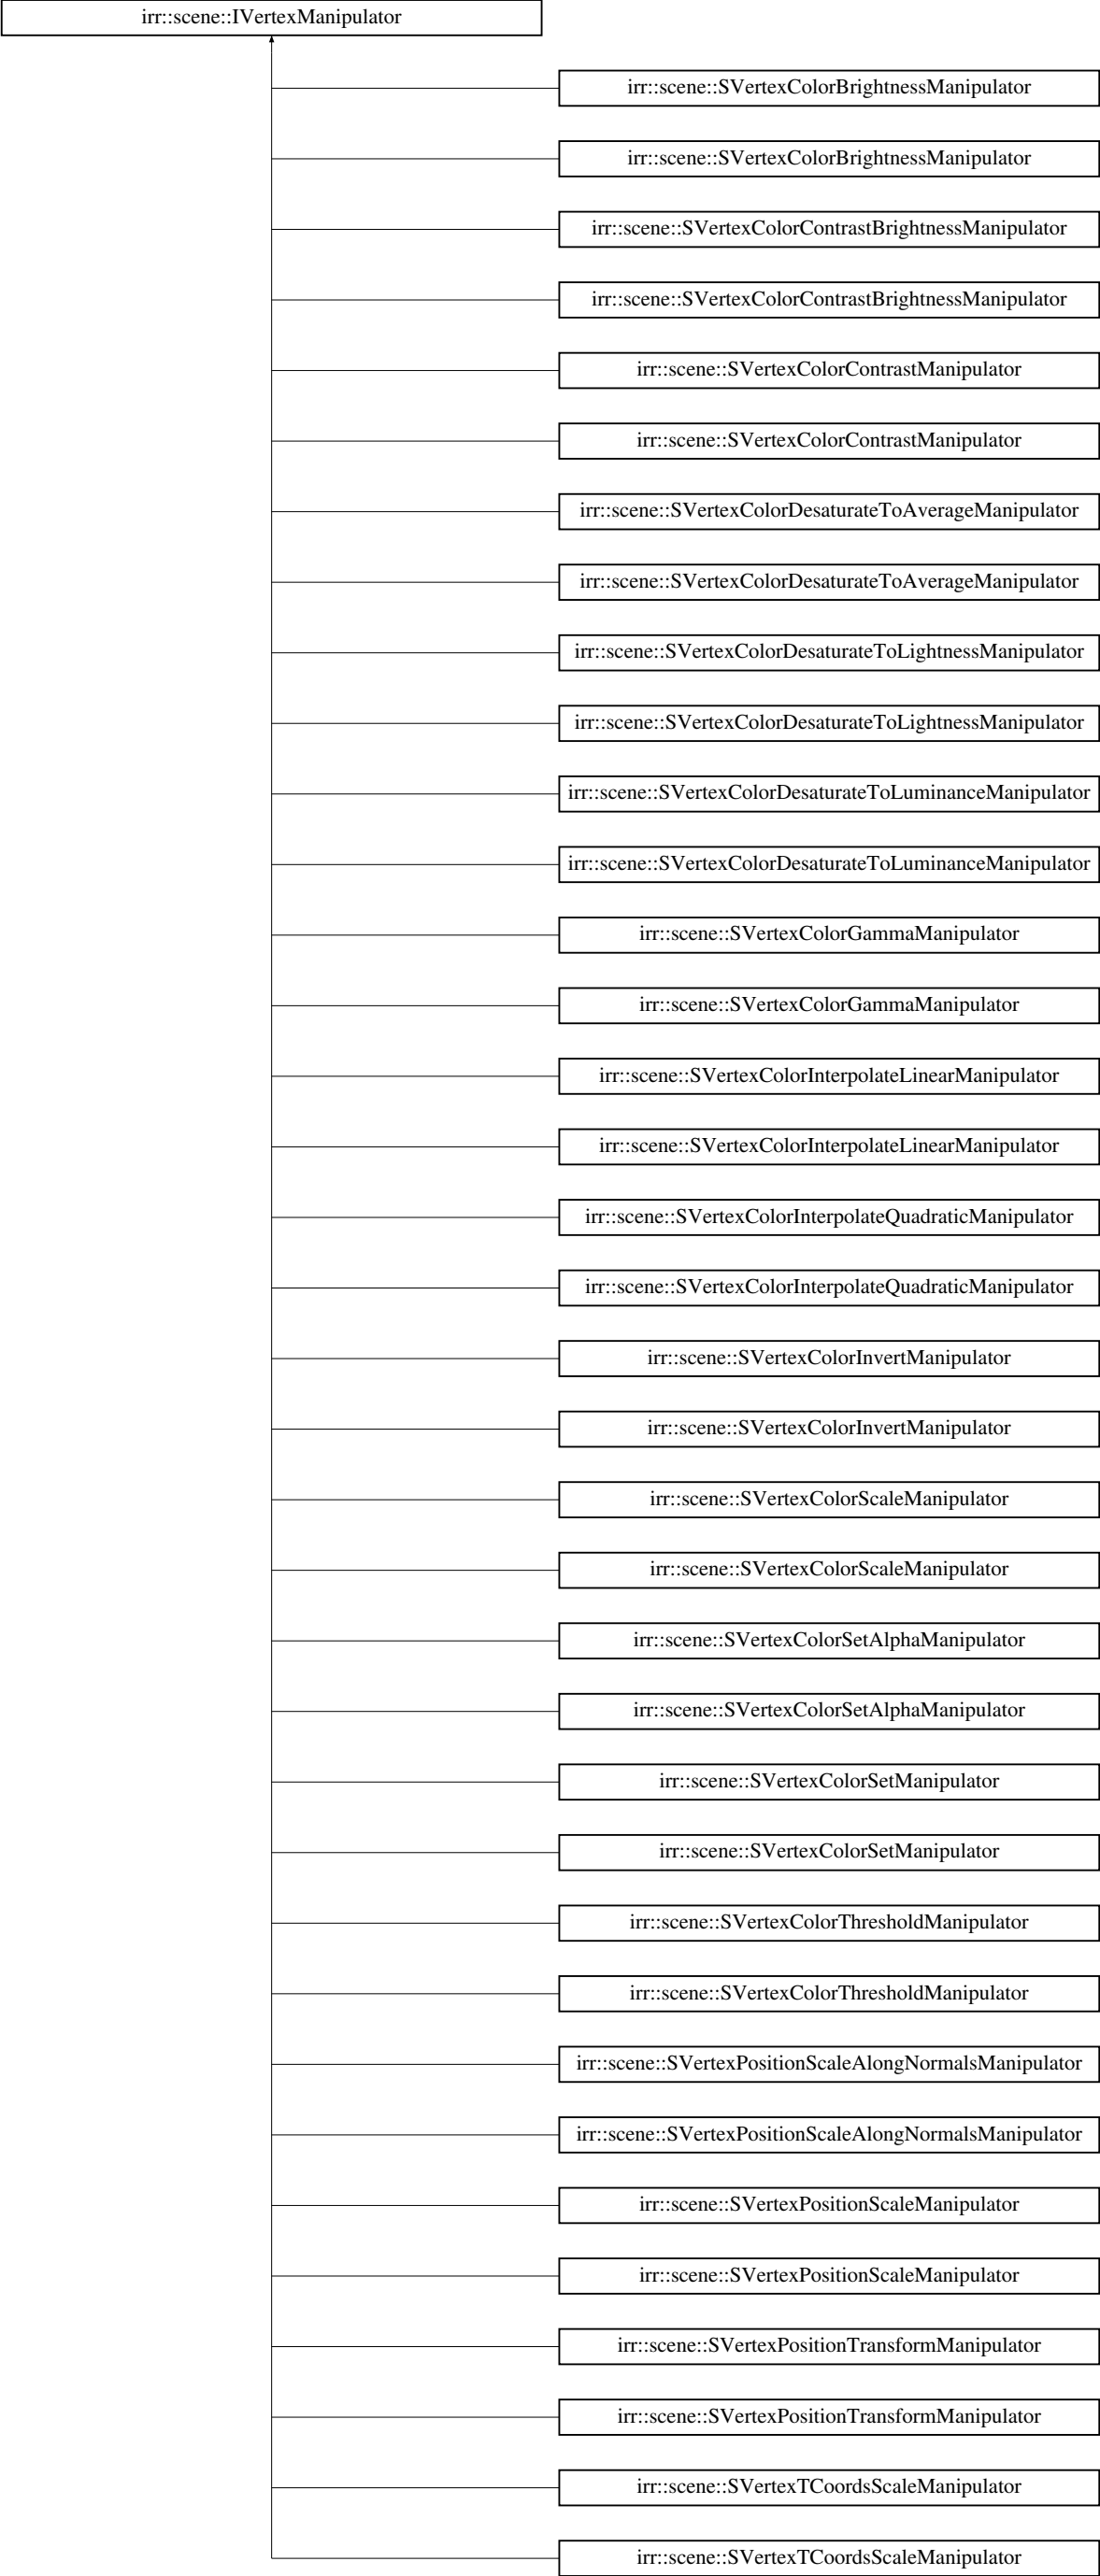 irr::scene::IVertexManipulator
irr::scene::SVertexColorBrightnessManipulator
irr::scene::SVertexColorBrightnessManipulator
irr::scene::SVertexColorContrastBrightnessManipulator
irr::scene::SVertexColorContrastBrightnessManipulator
irr::scene::SVertexColorContrastManipulator
irr::scene::SVertexColorContrastManipulator
irr::scene::SVertexColorDesaturateToAverageManipulator
irr::scene::SVertexColorDesaturateToAverageManipulator
irr::scene::SVertexColorDesaturateToLightnessManipulator
irr::scene::SVertexColorDesaturateToLightnessManipulator
irr::scene::SVertexColorDesaturateToLuminanceManipulator
irr::scene::SVertexColorDesaturateToLuminanceManipulator
irr::scene::SVertexColorGammaManipulator
irr::scene::SVertexColorGammaManipulator
irr::scene::SVertexColorInterpolateLinearManipulator
irr::scene::SVertexColorInterpolateLinearManipulator
irr::scene::SVertexColorInterpolateQuadraticManipulator
irr::scene::SVertexColorInterpolateQuadraticManipulator
irr::scene::SVertexColorInvertManipulator
irr::scene::SVertexColorInvertManipulator
irr::scene::SVertexColorScaleManipulator
irr::scene::SVertexColorScaleManipulator
irr::scene::SVertexColorSetAlphaManipulator
irr::scene::SVertexColorSetAlphaManipulator
irr::scene::SVertexColorSetManipulator
irr::scene::SVertexColorSetManipulator
irr::scene::SVertexColorThresholdManipulator
irr::scene::SVertexColorThresholdManipulator
irr::scene::SVertexPositionScaleAlongNormalsManipulator
irr::scene::SVertexPositionScaleAlongNormalsManipulator
irr::scene::SVertexPositionScaleManipulator
irr::scene::SVertexPositionScaleManipulator
irr::scene::SVertexPositionTransformManipulator
irr::scene::SVertexPositionTransformManipulator
irr::scene::SVertexTCoordsScaleManipulator
irr::scene::SVertexTCoordsScaleManipulator